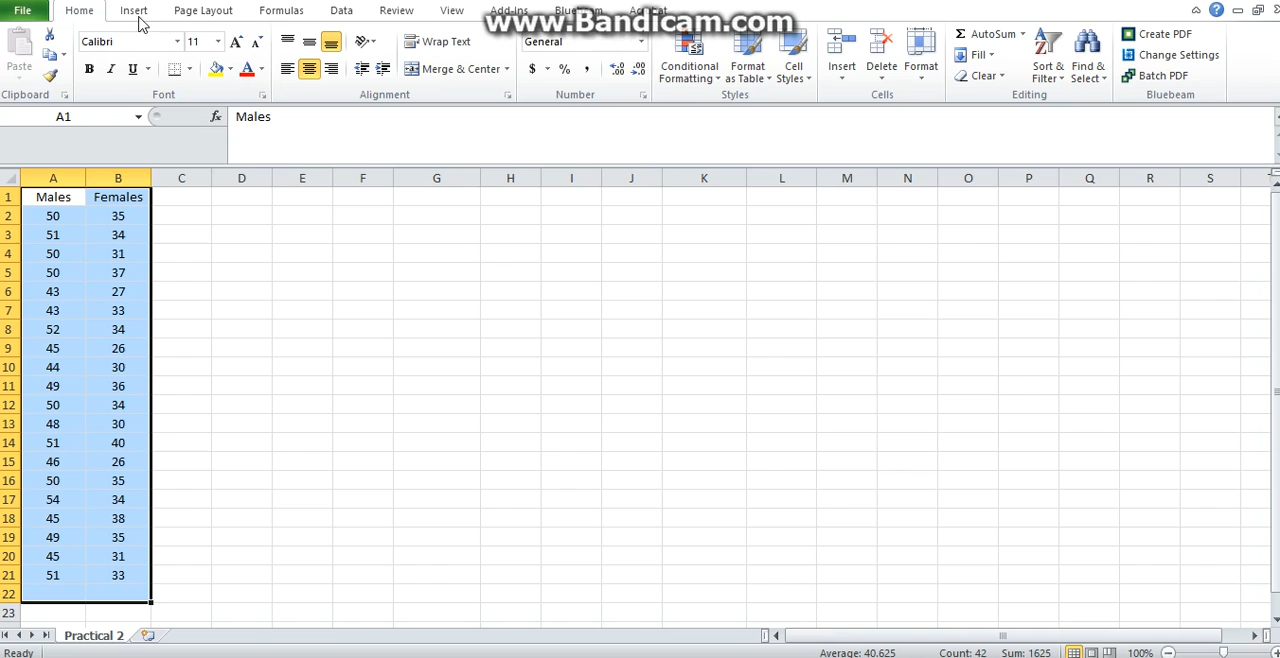 File Home Insert Page Layout Formulas Data Review View Add-Ins
www.Bandicam.com
Calibri 11 Wrap Text General AutoSum Create PDF
Paste B I U Merge & Center $ % , Conditional Formatting Format as Table Cell Styles Insert Delete Format Fill Clear Sort & Filter Find & Select Change Settings Batch PDF
Clipboard Font Alignment Number Styles Cells Editing Bluebeam
A1 fx Males
A B C D E F G H I J K L M N O P Q R S
1 Males Females
2 50 35
3 51 34
4 50 31
5 50 37
6 43 27
7 43 33
8 52 34
9 45 26
10 44 30
11 49 36
12 50 34
13 48 30
14 51 40
15 46 26
16 50 35
17 54 34
18 45 38
19 49 35
20 45 31
21 51 33
22
23
Practical 2
Ready Average: 40.625 Count: 42 Sum: 1625 100%